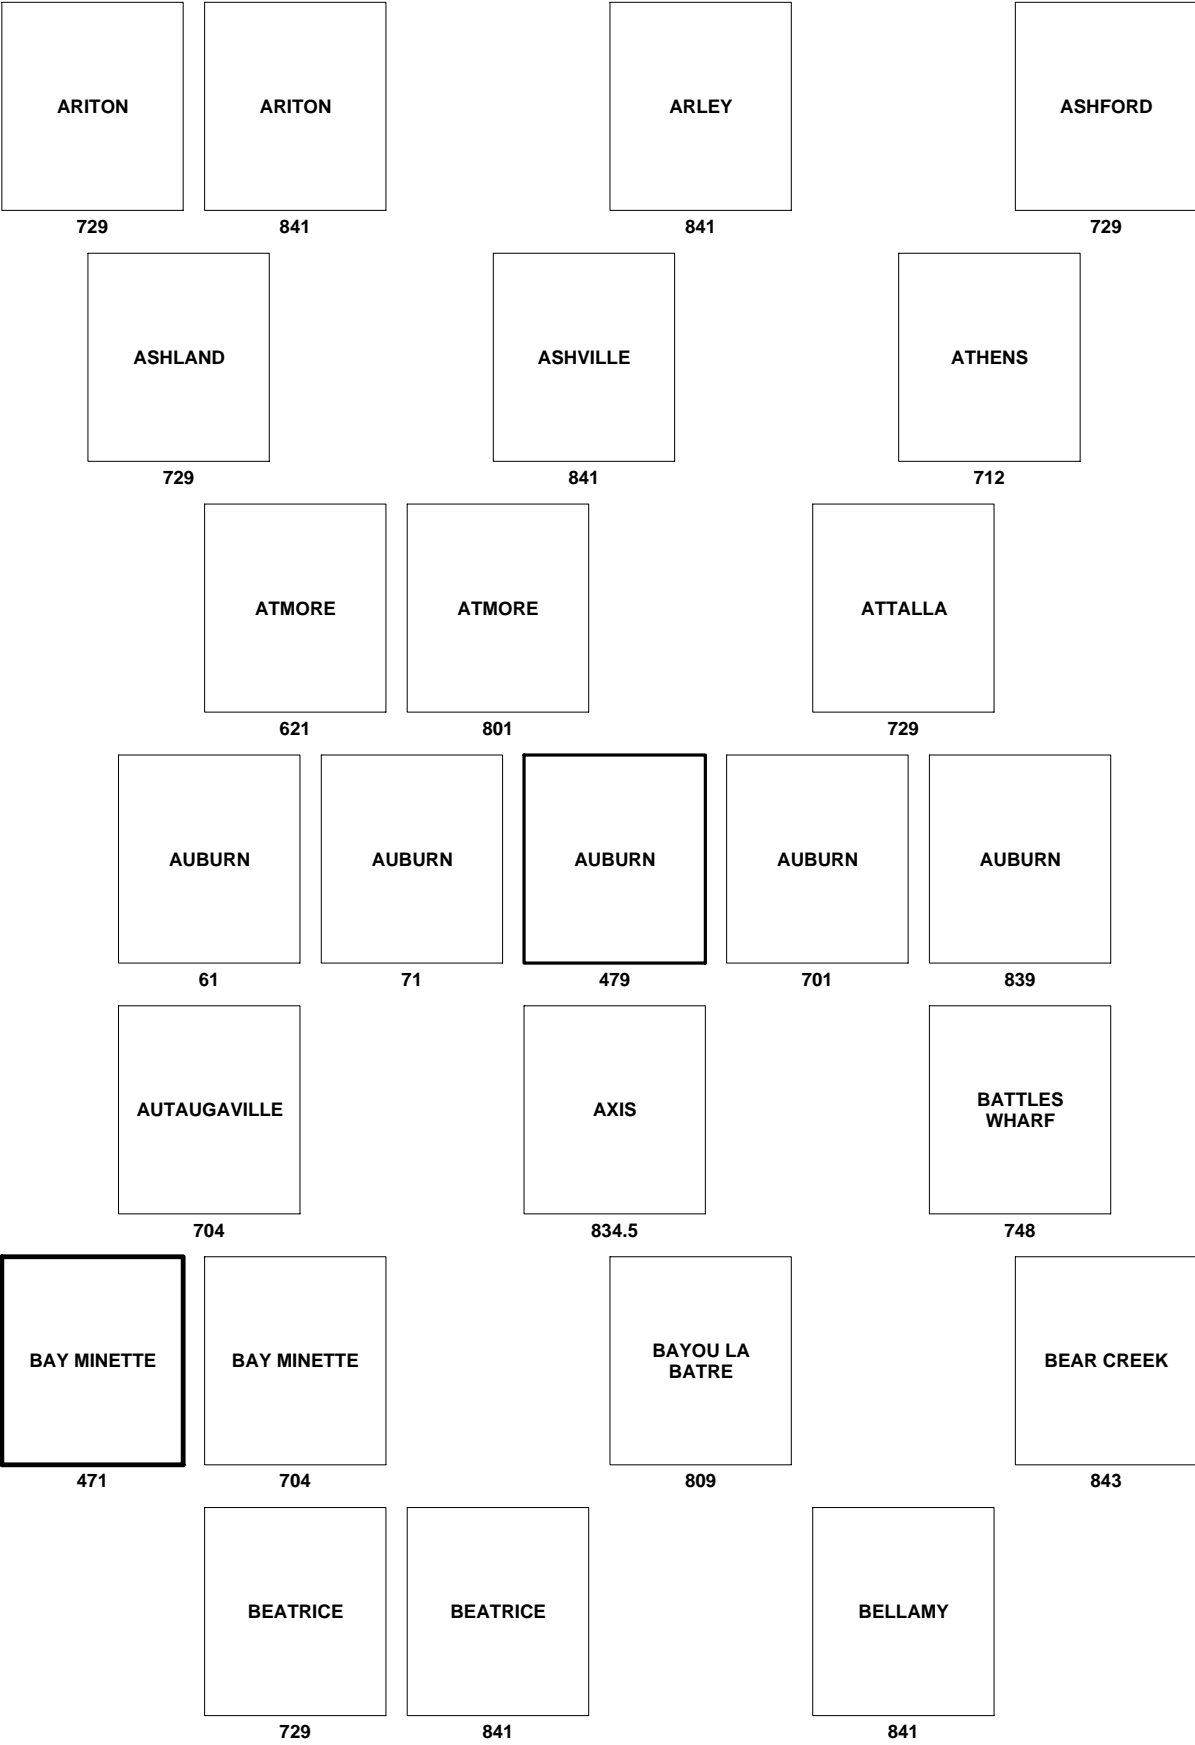 ARITON
ARITON
ARLEY
ASHFORD
729
841
841
729
ASHLAND
ASHVILLE
ATHENS
729
841
712
ATMORE
ATMORE
ATTALLA
621
801
729
AUBURN
AUBURN
AUBURN
AUBURN
AUBURN
61
71
479
701
839
AUTAUGAVILLE
AXIS
BATTLES
WHARF
704
834.5
748
BAY MINETTE
BAY MINETTE
BAYOU LA
BATRE
BEAR CREEK
471
704
809
843
BEATRICE
BEATRICE
BELLAMY
729
841
841